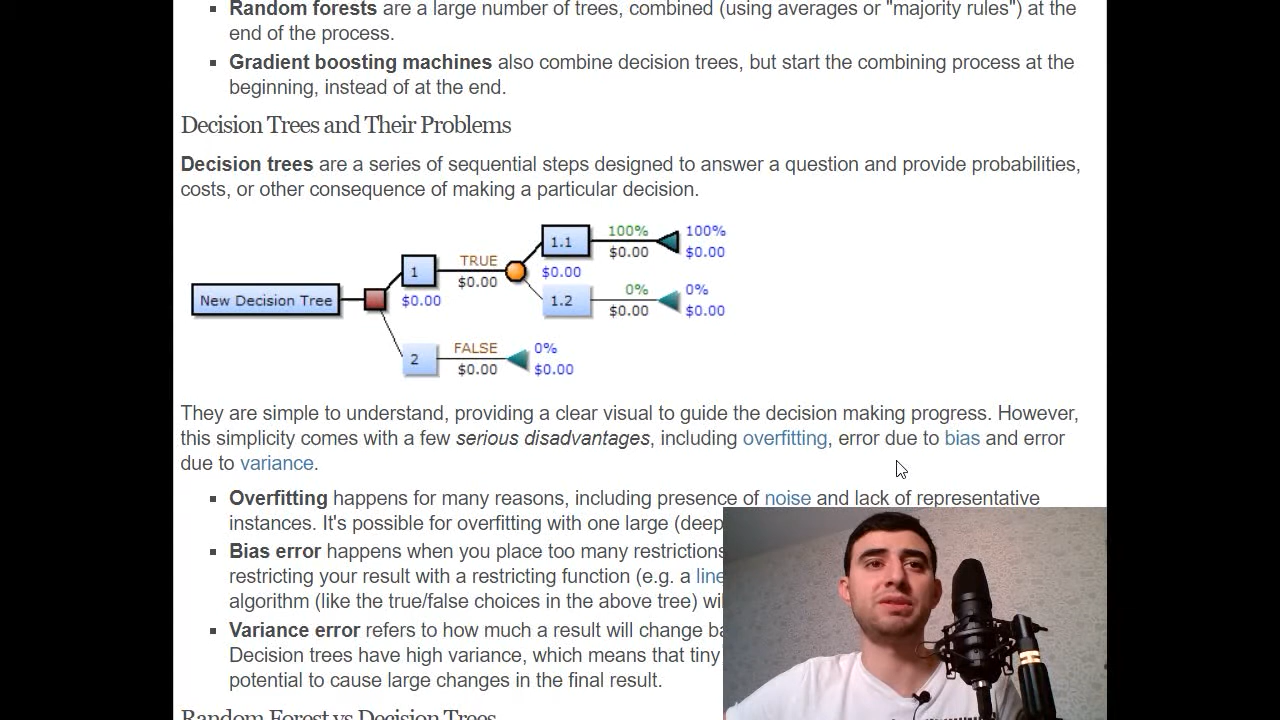 Random forests are a large number of trees, combined (using averages or "majority rules") at the
end of the process.
Gradient boosting machines also combine decision trees, but start the combining process at the
beginning, instead of at the end.
Decision Trees and Their Problems
Decision trees are a series of sequential steps designed to answer a question and provide probabilities,
costs, or other consequence of making a particular decision.
New Decision Tree
1
$0.00
TRUE
$0.00
1.1
$0.00
100%
$0.00
100%
$0.00
1.2
0%
$0.00
0%
$0.00
2
FALSE
$0.00
0%
$0.00
They are simple to understand, providing a clear visual to guide the decision making progress. However,
this simplicity comes with a few serious disadvantages, including overfitting, error due to bias and error
due to variance.
Overfitting happens for many reasons, including presence of noise and lack of representative
instances. It's possible for overfitting with one large (deep
Bias error happens when you place too many restrictions
restricting your result with a restricting function (e.g. a line
algorithm (like the true/false choices in the above tree) wil
Variance error refers to how much a result will change ba
Decision trees have high variance, which means that tiny
potential to cause large changes in the final result.
Random Forest vs Decision Trees